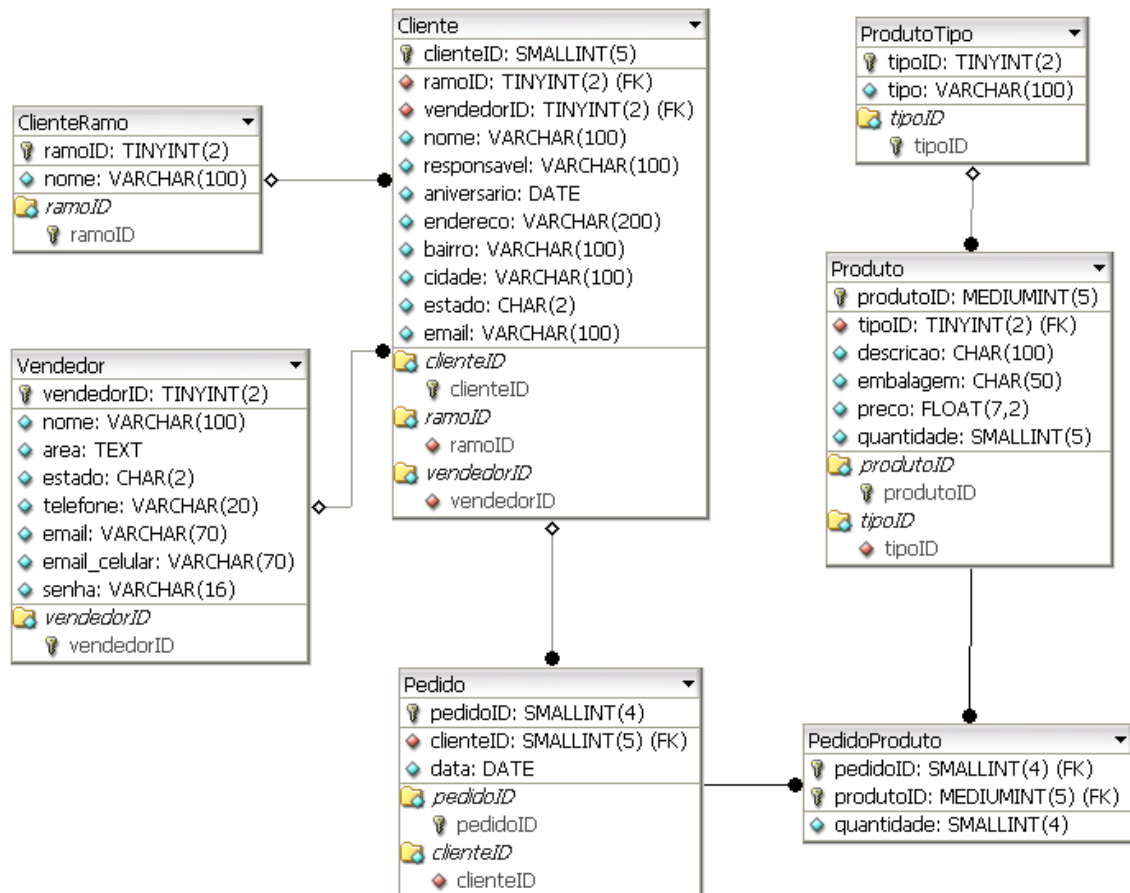 ClienteRamo
ramoID: TINYINT(2)
nome: VARCHAR(100)
ramoID
ramoID
Vendedor
vendedorID: TINYINT(2)
nome: VARCHAR(100)
area: TEXT
estado: CHAR(2)
telefone: VARCHAR(20)
email: VARCHAR(70)
email_celular: VARCHAR(70)
senha: VARCHAR(16)
vendedorID
vendedorID
Cliente
clienteID: SMALLINT(5)
ramoID: TINYINT(2) (FK)
vendedorID: TINYINT(2) (FK)
nome: VARCHAR(100)
responsavel: VARCHAR(100)
aniversario: DATE
endereco: VARCHAR(200)
bairro: VARCHAR(100)
cidade: VARCHAR(100)
estado: CHAR(2)
email: VARCHAR(100)
clienteID
clienteID
ramoID
ramoID
vendedorID
vendedorID
Pedido
pedidoID: SMALLINT(4)
clienteID: SMALLINT(5) (FK)
data: DATE
pedidoID
pedidoID
clienteID
clienteID
ProdutoTipo
tipoID: TINYINT(2)
tipo: VARCHAR(100)
tipoID
tipoID
Produto
produtoID: MEDIUMINT(5)
tipoID: TINYINT(2) (FK)
descricao: CHAR(100)
embalagem: CHAR(50)
preco: FLOAT(7,2)
quantidade: SMALLINT(5)
produtoID
produtoID
tipoID
tipoID
PedidoProduto
pedidoID: SMALLINT(4) (FK)
produtoID: MEDIUMINT(5) (FK)
quantidade: SMALLINT(4)